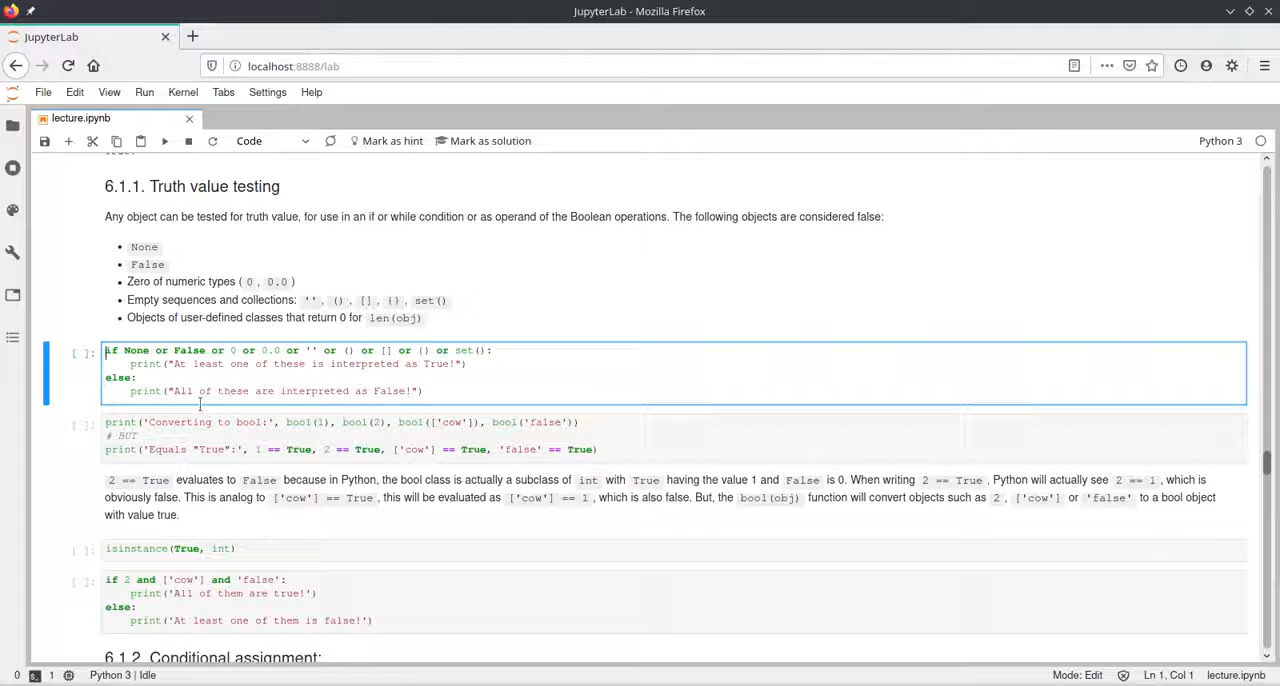 JupyterLab - Mozilla Firefox
JupyterLab
localhost:8888/lab
File Edit View Run Kernel Tabs Settings Help
lecture.ipynb
Code Mark as hint Mark as solution Python 3
6.1.1. Truth value testing
Any object can be tested for truth value, for use in an if or while condition or as operand of the Boolean operations. The following objects are considered false:
• None
• False
• Zero of numeric types ( 0 , 0.0 )
• Empty sequences and collections: '' , () , [] , {} , set()
• Objects of user-defined classes that return 0 for len(obj)
[ ]: if None or False or 0 or 0.0 or '' or () or [] or {} or set():
print("At least one of these is interpreted as True!")
else:
print("All of these are interpreted as False!")
[ ]: print('Converting to bool:', bool(1), bool(2), bool(['cow']), bool('false'))
# BUT
print('Equals "True":', 1 == True, 2 == True, ['cow'] == True, 'false' == True)
2 == True evaluates to False because in Python, the bool class is actually a subclass of int with True having the value 1 and False is 0. When writing 2 == True , Python will actually see 2 == 1 , which is
obviously false. This is analog to ['cow'] == True , this will be evaluated as ['cow'] == 1 , which is also false. But, the bool(obj) function will convert objects such as 2 , ['cow'] or 'false' to a bool object
with value true.
[ ]: isinstance(True, int)
[ ]: if 2 and ['cow'] and 'false':
print('All of them are true!')
else:
print('At least one of them is false!')
6.1.2. Conditional assignment:
0 1 Python 3 | Idle Mode: Edit Ln 1, Col 1 lecture.ipynb